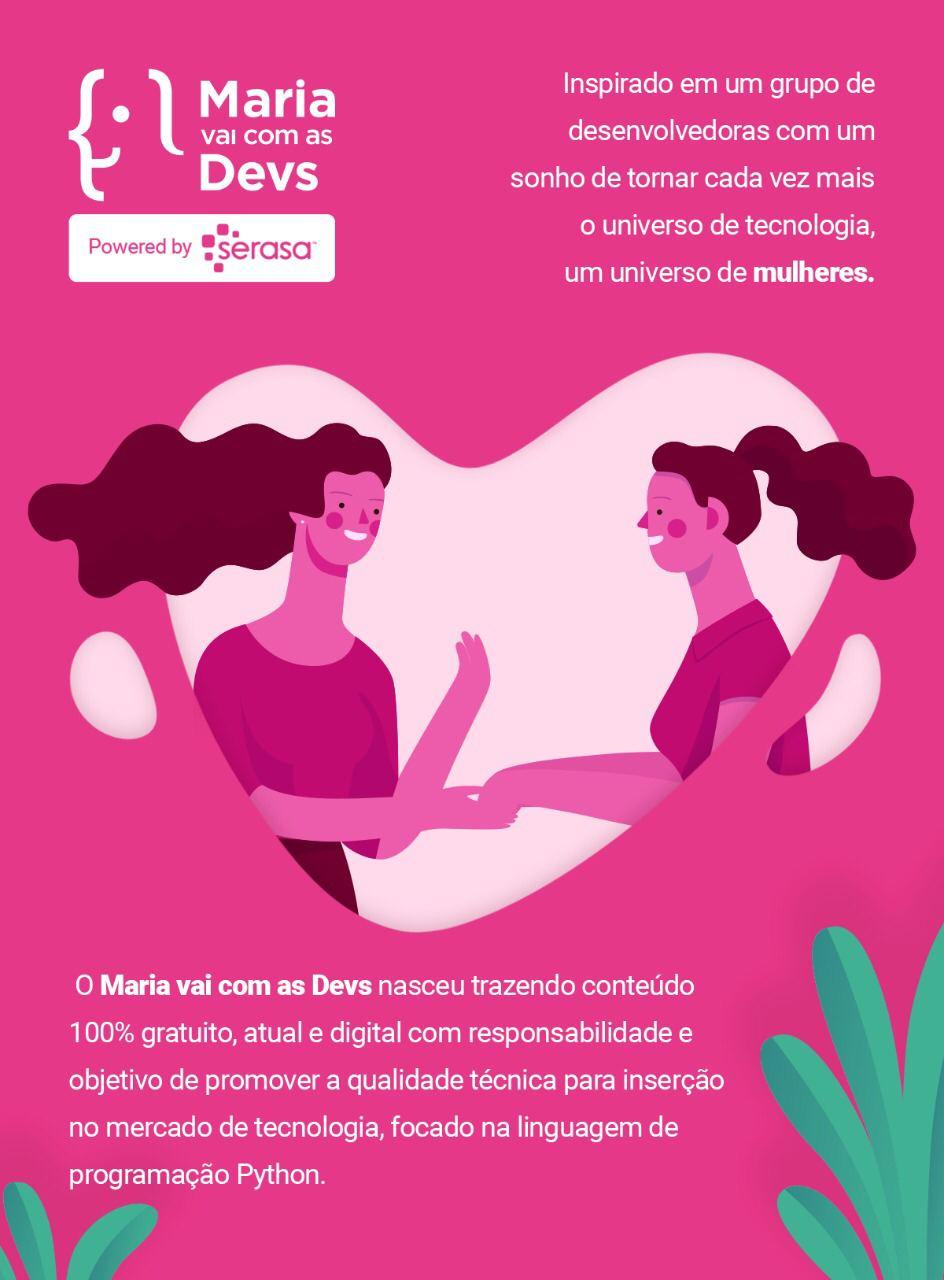 Maria
vai com as
Devs
Powered by serasa
Inspirado em um grupo de
desenvolvedoras com um
sonho de tornar cada vez mais
o universo de tecnologia,
um universo de mulheres.
O Maria vai com as Devs nasceu trazendo conteúdo
100% gratuito, atual e digital com responsabilidade e
objetivo de promover a qualidade técnica para inserção
no mercado de tecnologia, focado na linguagem de
programação Python.